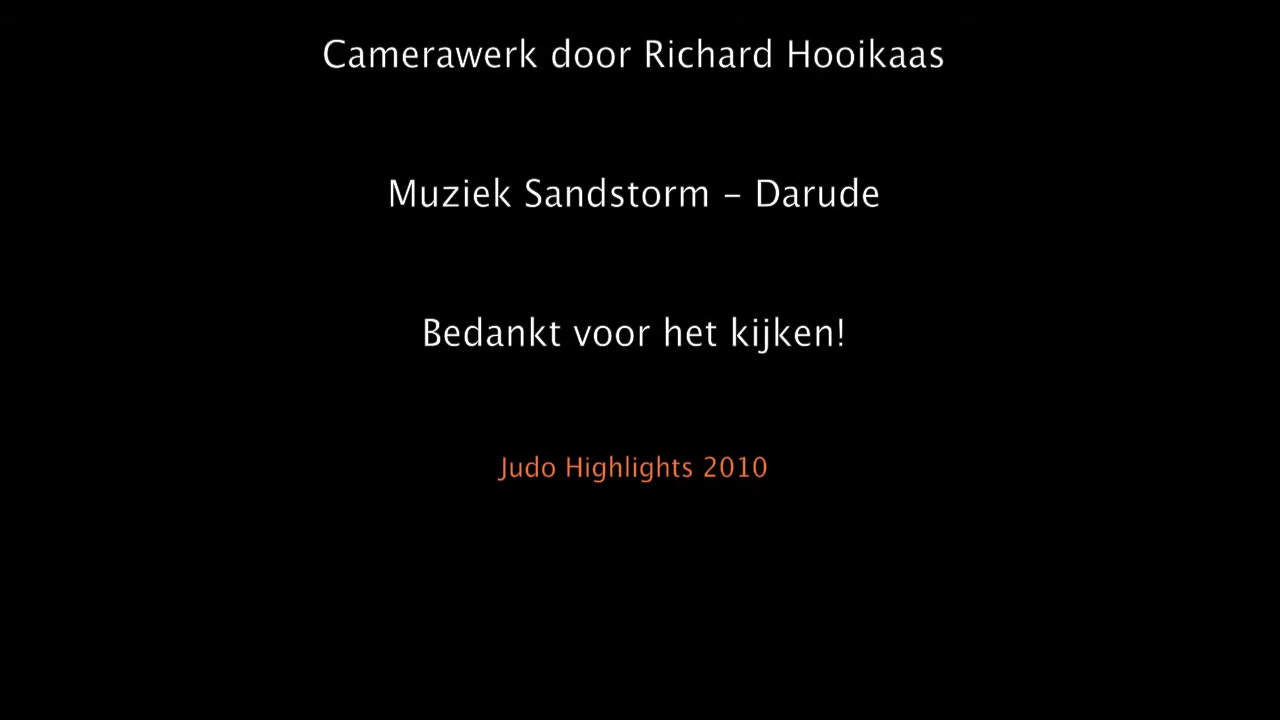 Camerawerk door Richard Hooikaas
Muziek Sandstorm – Darude
Bedankt voor het kijken!
Judo Highlights 2010